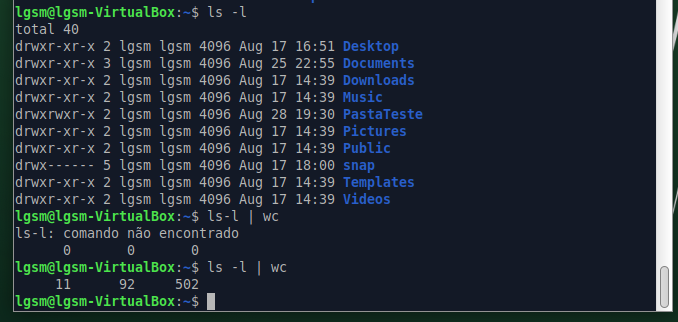 lgsm@lgsm-VirtualBox:~$ ls -l
total 40
drwxr-xr-x 2 lgsm lgsm 4096 Aug 17 16:51 Desktop
drwxr-xr-x 3 lgsm lgsm 4096 Aug 25 22:55 Documents
drwxr-xr-x 2 lgsm lgsm 4096 Aug 17 14:39 Downloads
drwxr-xr-x 2 lgsm lgsm 4096 Aug 17 14:39 Music
drwxrwxr-x 2 lgsm lgsm 4096 Aug 28 19:30 PastaTeste
drwxr-xr-x 2 lgsm lgsm 4096 Aug 17 14:39 Pictures
drwxr-xr-x 2 lgsm lgsm 4096 Aug 17 14:39 Public
drwx------ 5 lgsm lgsm 4096 Aug 17 18:00 snap
drwxr-xr-x 2 lgsm lgsm 4096 Aug 17 14:39 Templates
drwxr-xr-x 2 lgsm lgsm 4096 Aug 17 14:39 Videos
lgsm@lgsm-VirtualBox:~$ ls-l | wc
ls-l: comando não encontrado
      0       0       0
lgsm@lgsm-VirtualBox:~$ ls -l | wc
     11      92     502
lgsm@lgsm-VirtualBox:~$